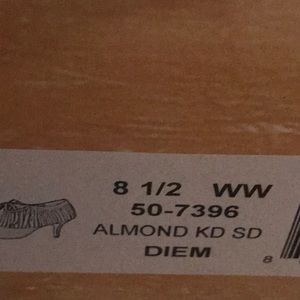 8 1/2 WW
50-7396
ALMOND KD SD
DIEM
8